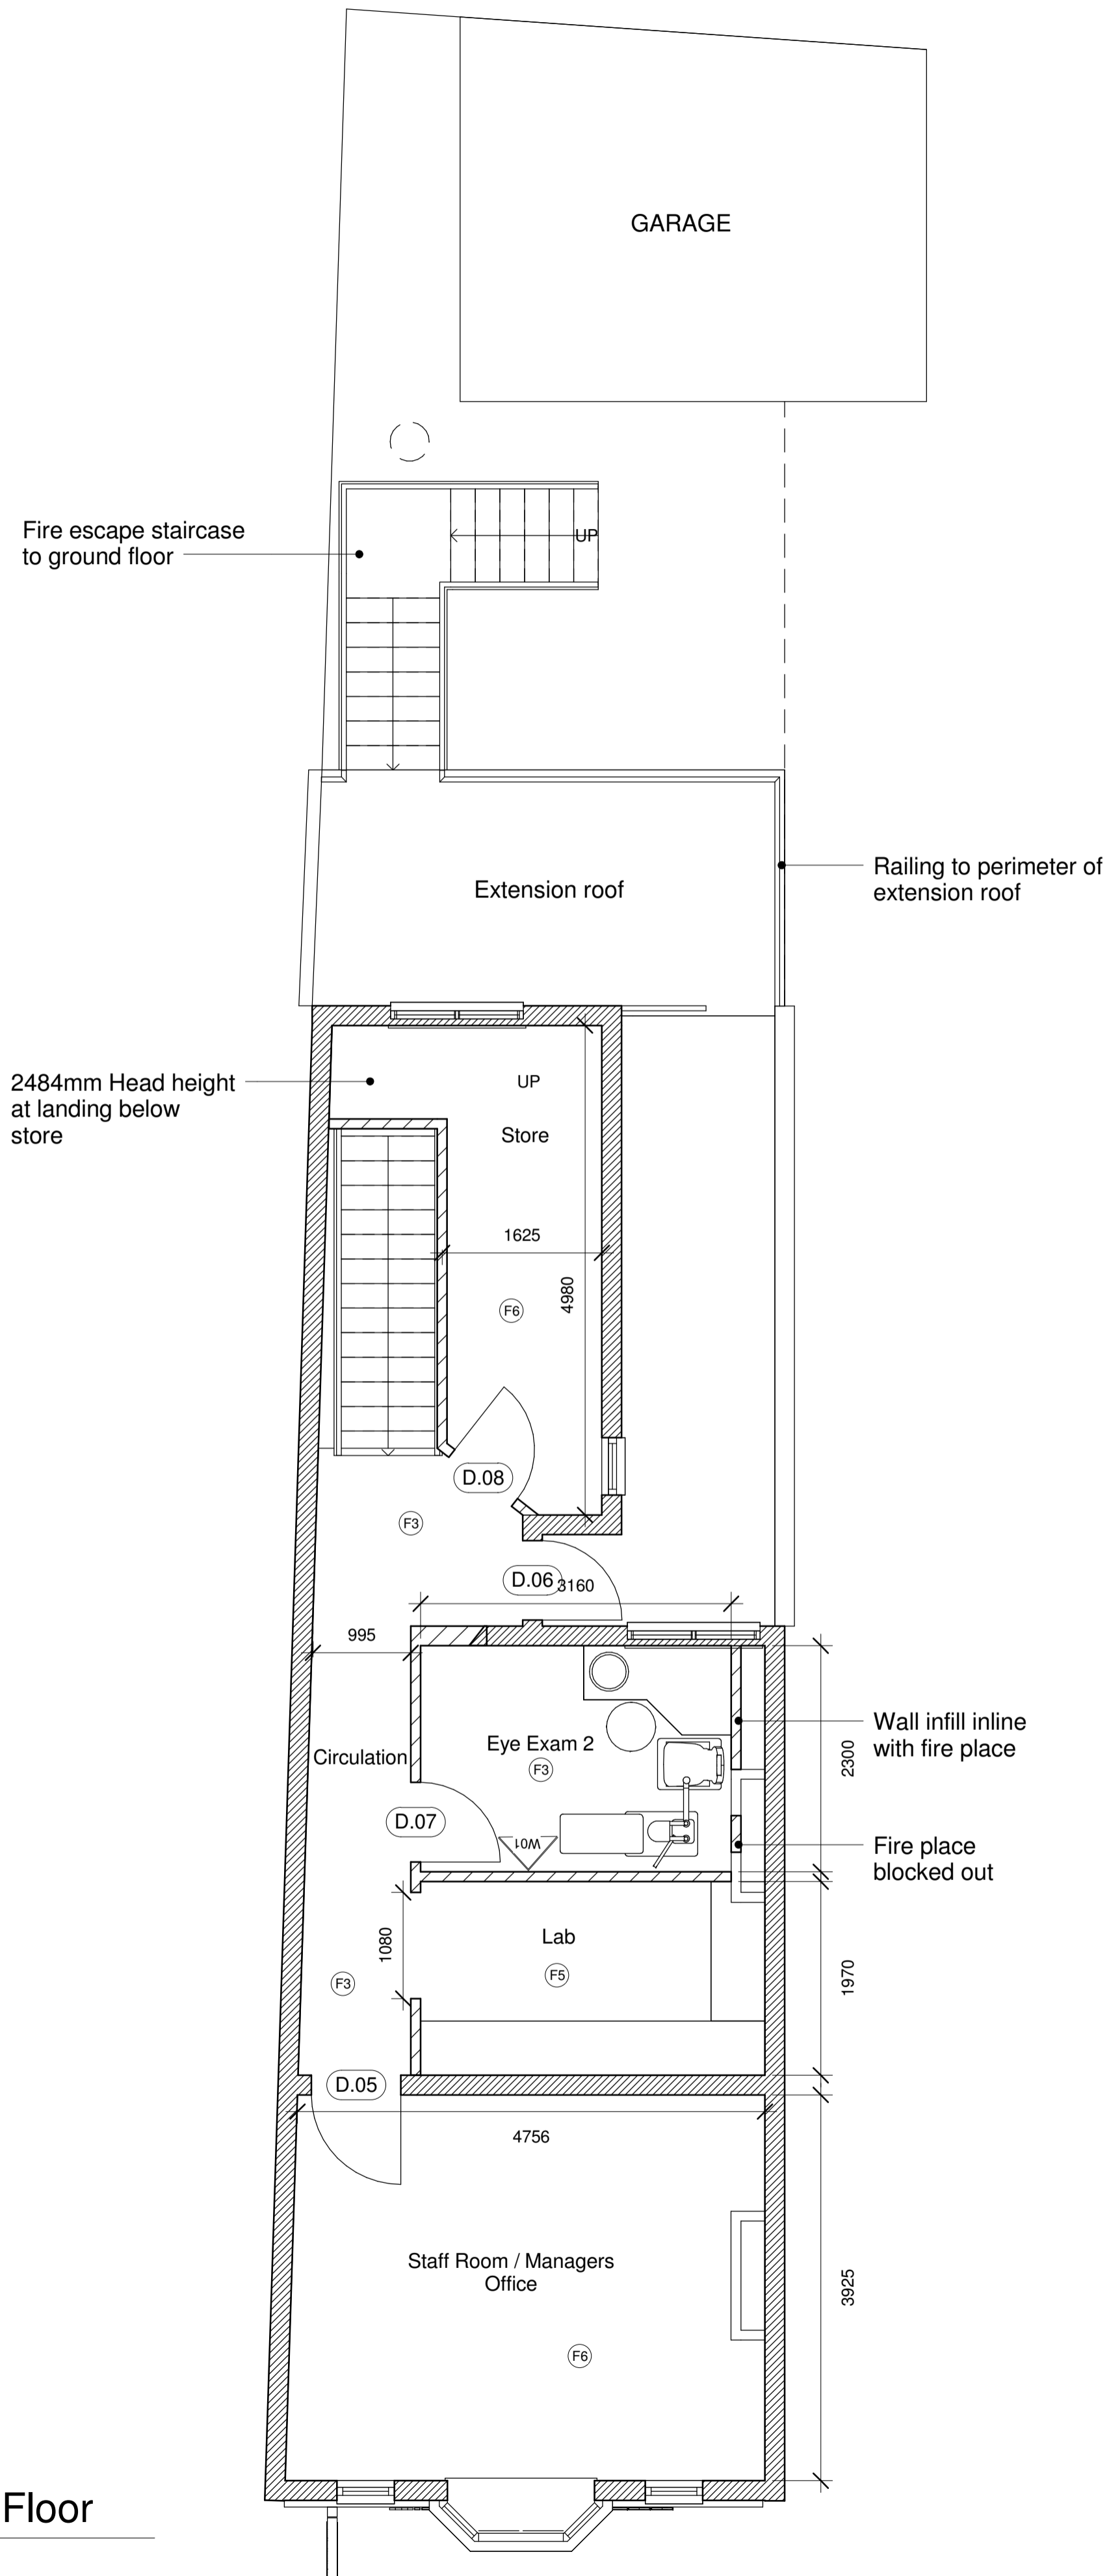 GARAGE
Fire escape staircase
to ground floor
UP
Railing to perimeter of
extension roof
Extension roof
2484mm Head height
at landing below
store
UP
Store
1625
4980
F6
D.08
F3
D.06
3160
995
Wall infill inline
with fire place
Eye Exam 2
F3
Circulation
2300
D.07
W01
Fire place
blocked out
Lab
1080
F5
F3
1970
D.05
4756
Staff Room / Managers
Office
3925
F6
Floor